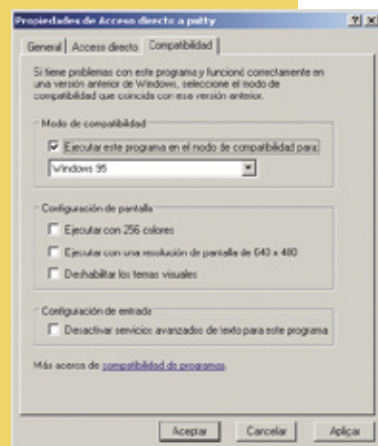 Propiedades de Acceso directo a putty
General Acceso directo Compatibilidad
Si tiene problemas con este programa y funcionó correctamente en
una versión anterior de Windows, seleccione el modo de
compatibilidad que coincida con esa versión anterior.
Modo de compatibilidad
Ejecutar este programa en el modo de compatibilidad para:
Windows 95
Configuración de pantalla
Ejecutar con 256 colores
Ejecutar con una resolución de pantalla de 640 x 480
Deshabilitar los temas visuales
Configuración de entrada
Desactivar servicios avanzados de texto para este programa
Más acerca de compatibilidad de programas.
Aceptar Cancelar Aplicar